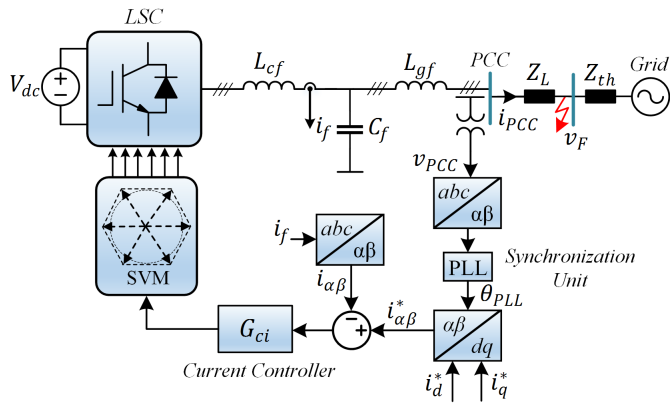 LSC
V_dc
L_cf
L_gf
PCC
Z_L
Z_th
Grid
i_f
C_f
i_PCC
v_F
v_PCC
abc
αβ
SVM
i_f
abc
αβ
i_αβ
PLL
Synchronization
Unit
θ_PLL
G_ci
i*_αβ
αβ
dq
Current Controller
i*_d
i*_q